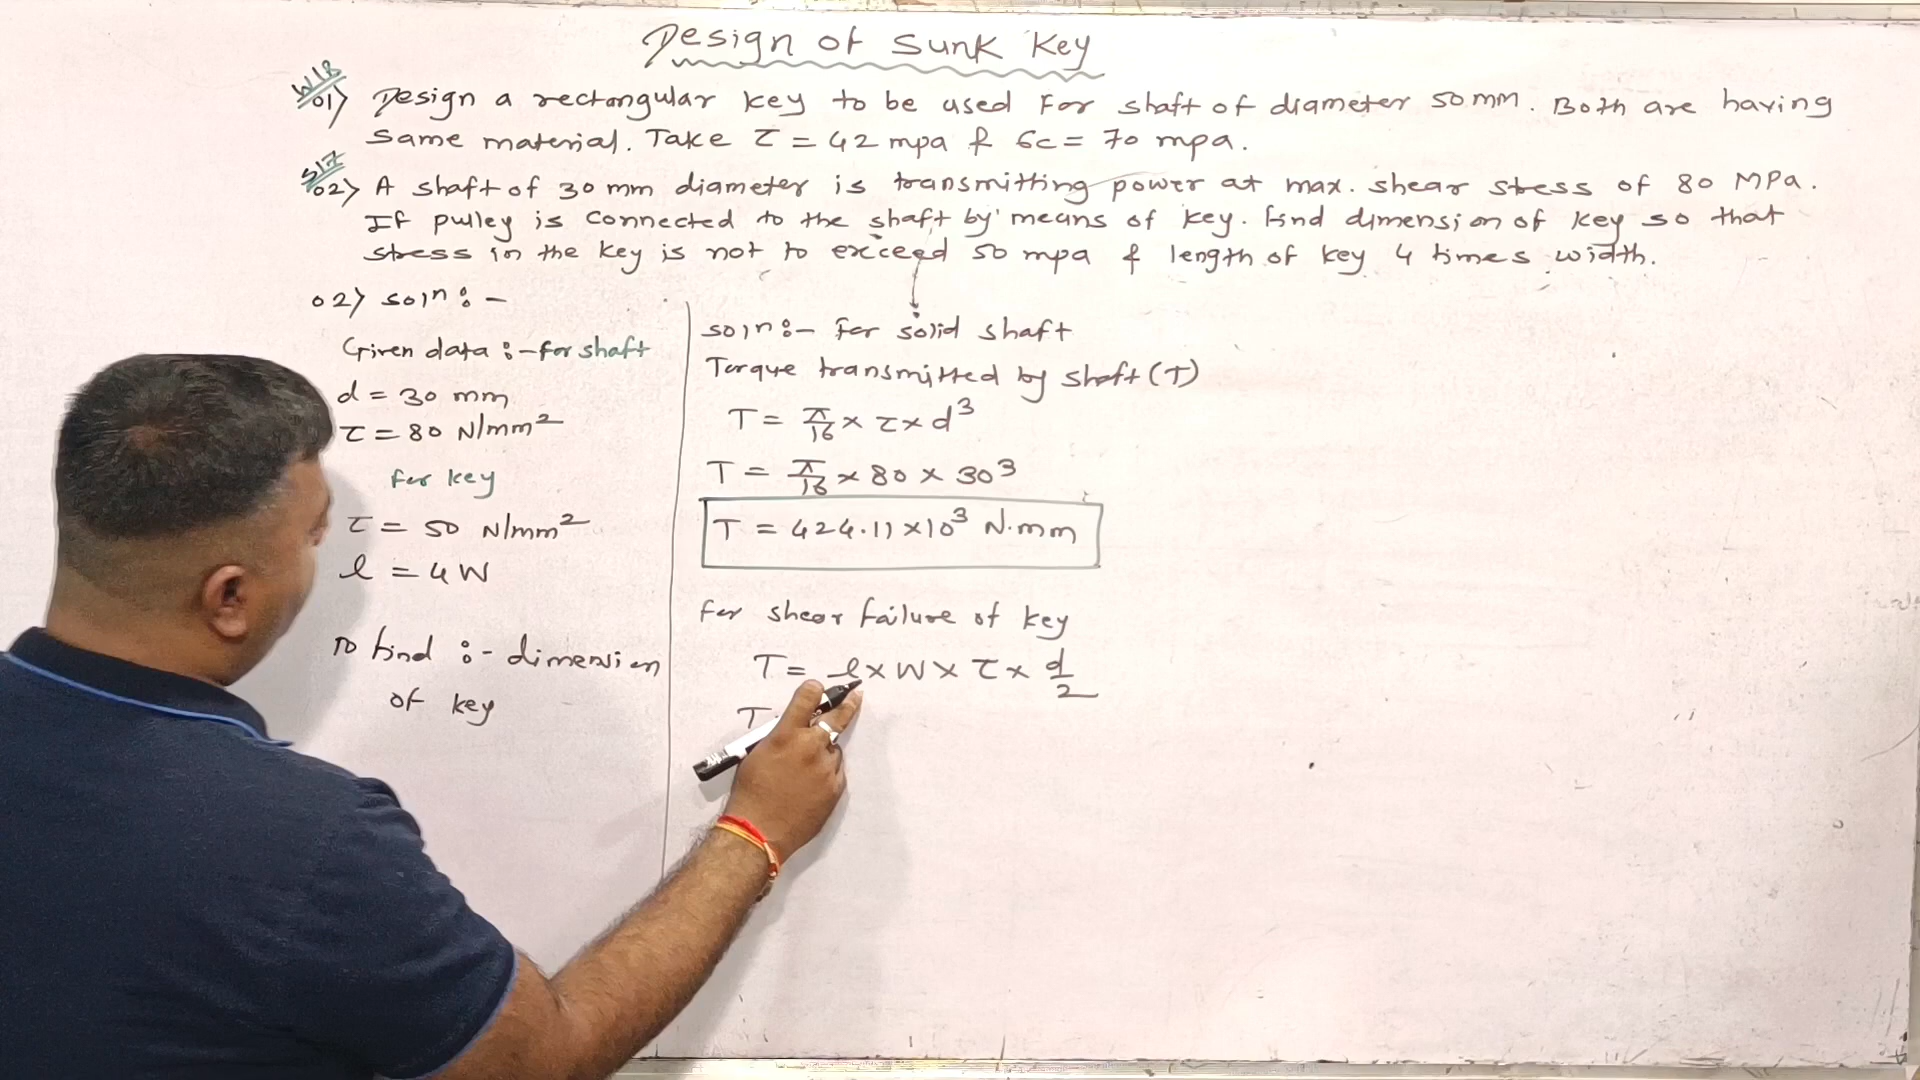 Design of Sunk Key
W18
01) Design a rectangular key to be used for shaft of diameter 50mm. Both are having
same material. Take τ = 42 mpa & σc = 70 mpa.
S17
02) A shaft of 30 mm diameter is transmitting power at max. shear stress of 80 MPa.
If pulley is connected to the shaft by means of key. find dimension of key so that
stress in the key is not to exceed 50 mpa & length of key 4 times width.
02) soln :-
Given data :- for shaft
d = 30 mm
τ = 80 N/mm²
for key
τ = 50 N/mm²
l = 4W
To find :- dimension
of key
soln :- For solid shaft
Torque transmitted by shaft (T)
T = π/16 × τ × d³
T = π/16 × 80 × 30³
T = 424.11 × 10³ N.mm
for shear failure of key
T = l × W × τ × d/2
T